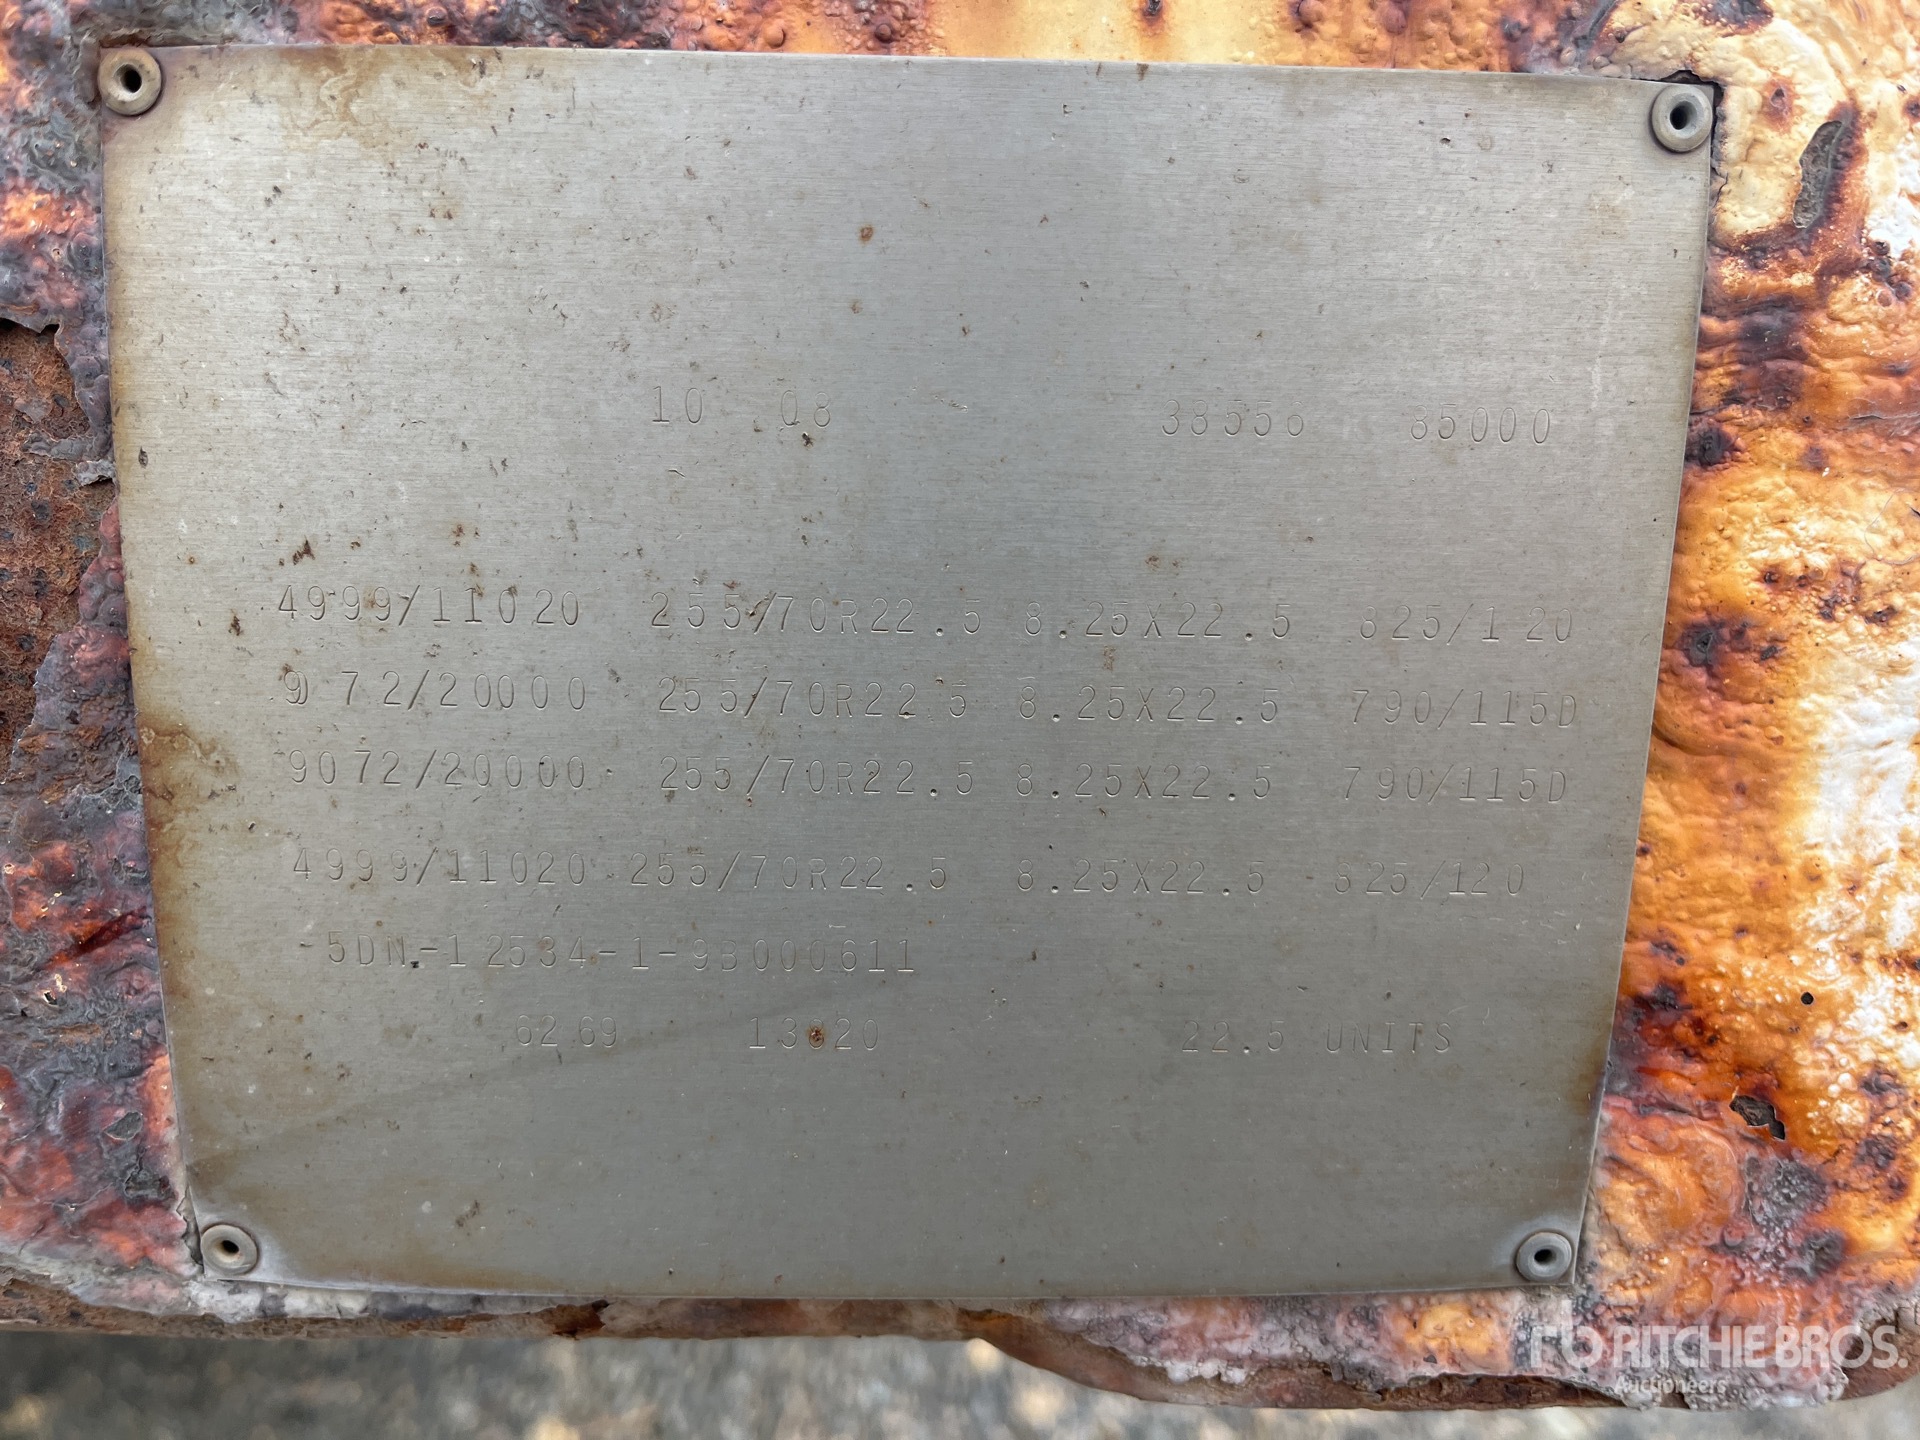 10 08 38556 85000
4999/11020 255/70R22.5 8.25X22.5 825/120
9072/20000 255/70R22.5 8.25X22.5 790/115D
9072/20000 255/70R22.5 8.25X22.5 790/115D
4999/11020 255/70R22.5 8.25X22.5 825/120
-5DN-12534-1-9B000611
6269 13820 22.5 UNITS
RITCHIE BROS.
Auctioneers